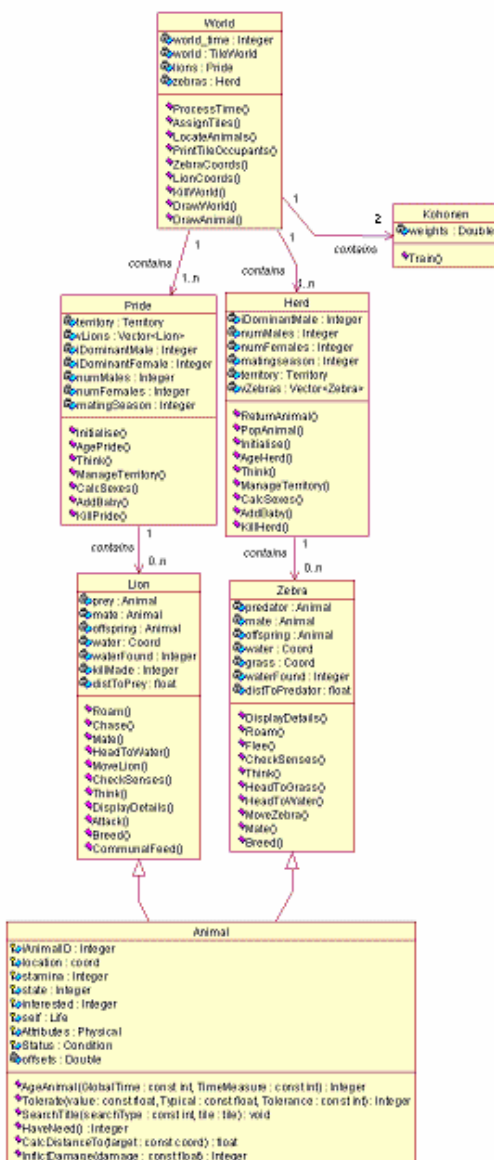 World
world_time : Integer
world : TileWorld
lions : Pride
zebras : Herd
ProcessTime()
AssignTiles()
LocateAnimals()
PrintTileOccupants()
ZebraCoords()
LionCoords()
KillWorld()
DrawWorld()
DrawAnimal()
1
2
contains
Kohonen
weights : Double
Train()
1
contains
1..n
1
contains
1..n
Pride
territory : Territory
vLions : Vector<Lion>
iDominantMale : Integer
iDominantFemale : Integer
numMales : Integer
numFemales : Integer
matingSeason : Integer
Initialise()
AgePride()
Think()
ManageTerritory()
CalcSexes()
AddBaby()
KillPride()
Herd
iDominantMale : Integer
numMales : Integer
numFemales : Integer
matingseason : Integer
territory : Territory
vZebras : Vector<Zebra>
ReturnAnimal()
PopAnimal()
Initialise()
AgeHerd()
Think()
ManageTerritory()
CalcSexes()
AddBaby()
KillHerd()
1
contains
0..n
1
contains
0..n
Lion
prey : Animal
mate : Animal
offspring : Animal
water : Coord
waterFound : Integer
killMade : Integer
distToPrey : float
Roam()
Chase()
Mate()
HeadToWater()
MoveLion()
CheckSenses()
Think()
DisplayDetails()
Attack()
Breed()
CommunalFeed()
Zebra
predator : Animal
mate : Animal
offspring : Animal
water : Coord
grass : Coord
waterFound : Integer
distToPredator : float
DisplayDetails()
Roam()
Flee()
CheckSenses()
Think()
HeadToGrass()
HeadToWater()
MoveZebra()
Mate()
Breed()
Animal
iAnimalID : Integer
location : coord
stamina : Integer
state : Integer
interested : Integer
self : Life
Attributes : Physical
Status : Condition
offsets : Double
AgeAnimal(GlobalTime : const int, TimeMeasure : const int) : Integer
Tolerate(value : const float, Typical : const float, Tolerance : const int) : Integer
SearchTile(searchType : const int, tile : tile) : void
HaveNeed() : Integer
CalcDistanceTo(target : const coord) : float
InflictDamage(damage : const float) : Integer